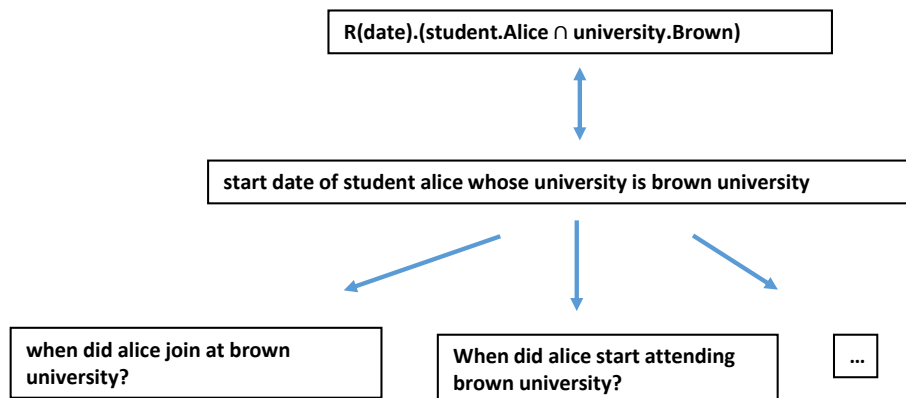 R(date).(student.Alice ∩ university.Brown)
start date of student alice whose university is brown university
when did alice join at brown
university?
When did alice start attending
brown university?
...